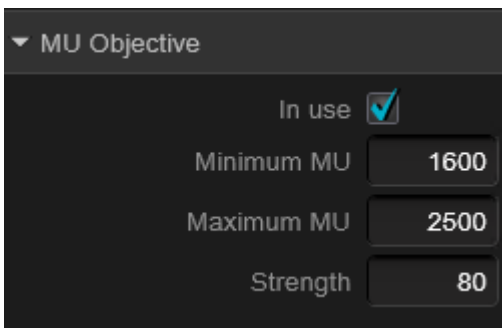 MU Objective
In use
Minimum MU 1600
Maximum MU 2500
Strength 80